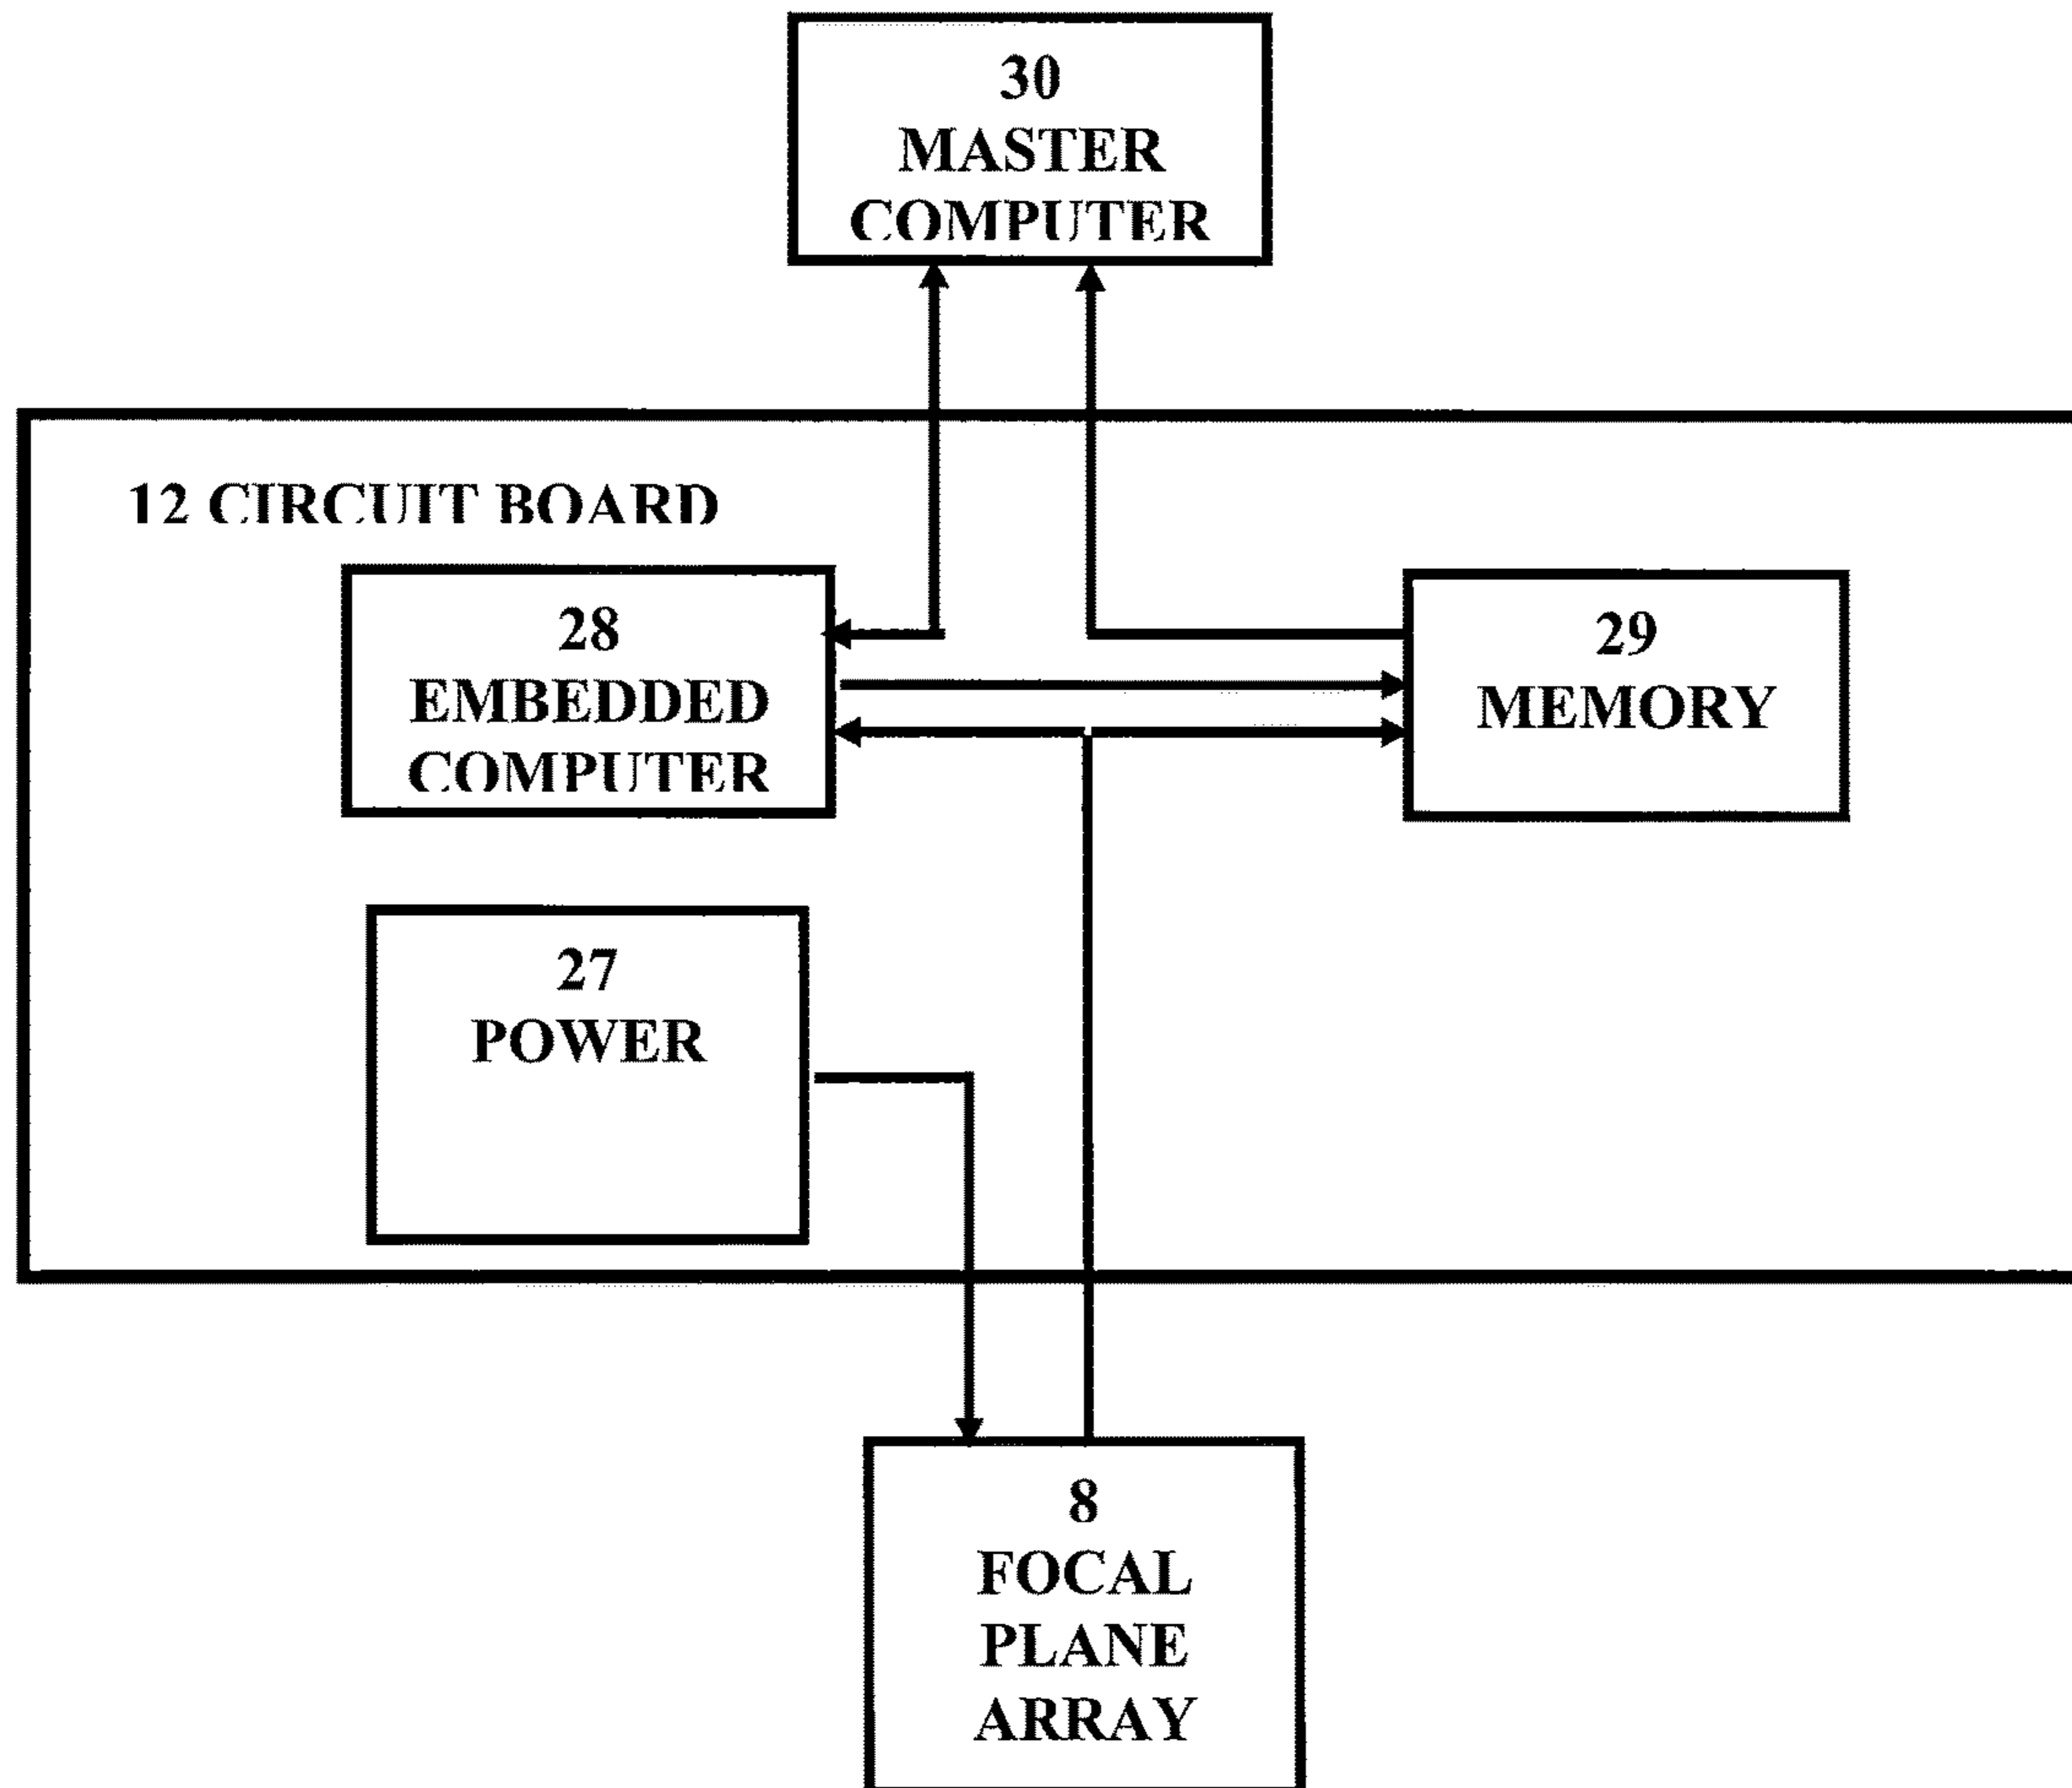 30
MASTER
COMPUTER
12 CIRCUIT BOARD
28
EMBEDDED
COMPUTER
29
MEMORY
27
POWER
8
FOCAL
PLANE
ARRAY